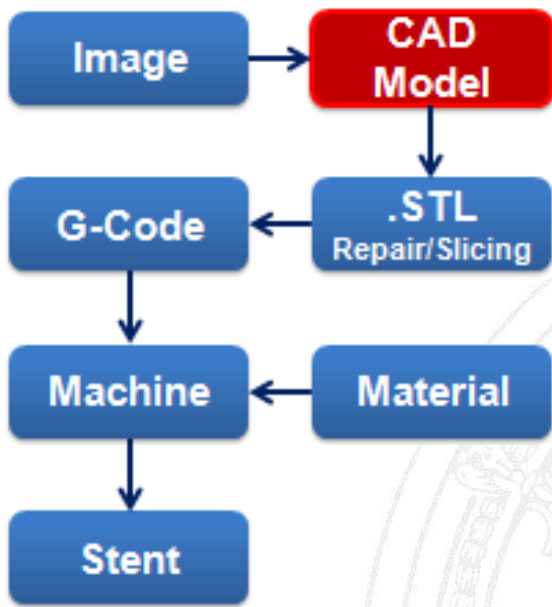 Image
CAD
Model
G-Code
.STL
Repair/Slicing
Machine
Material
Stent